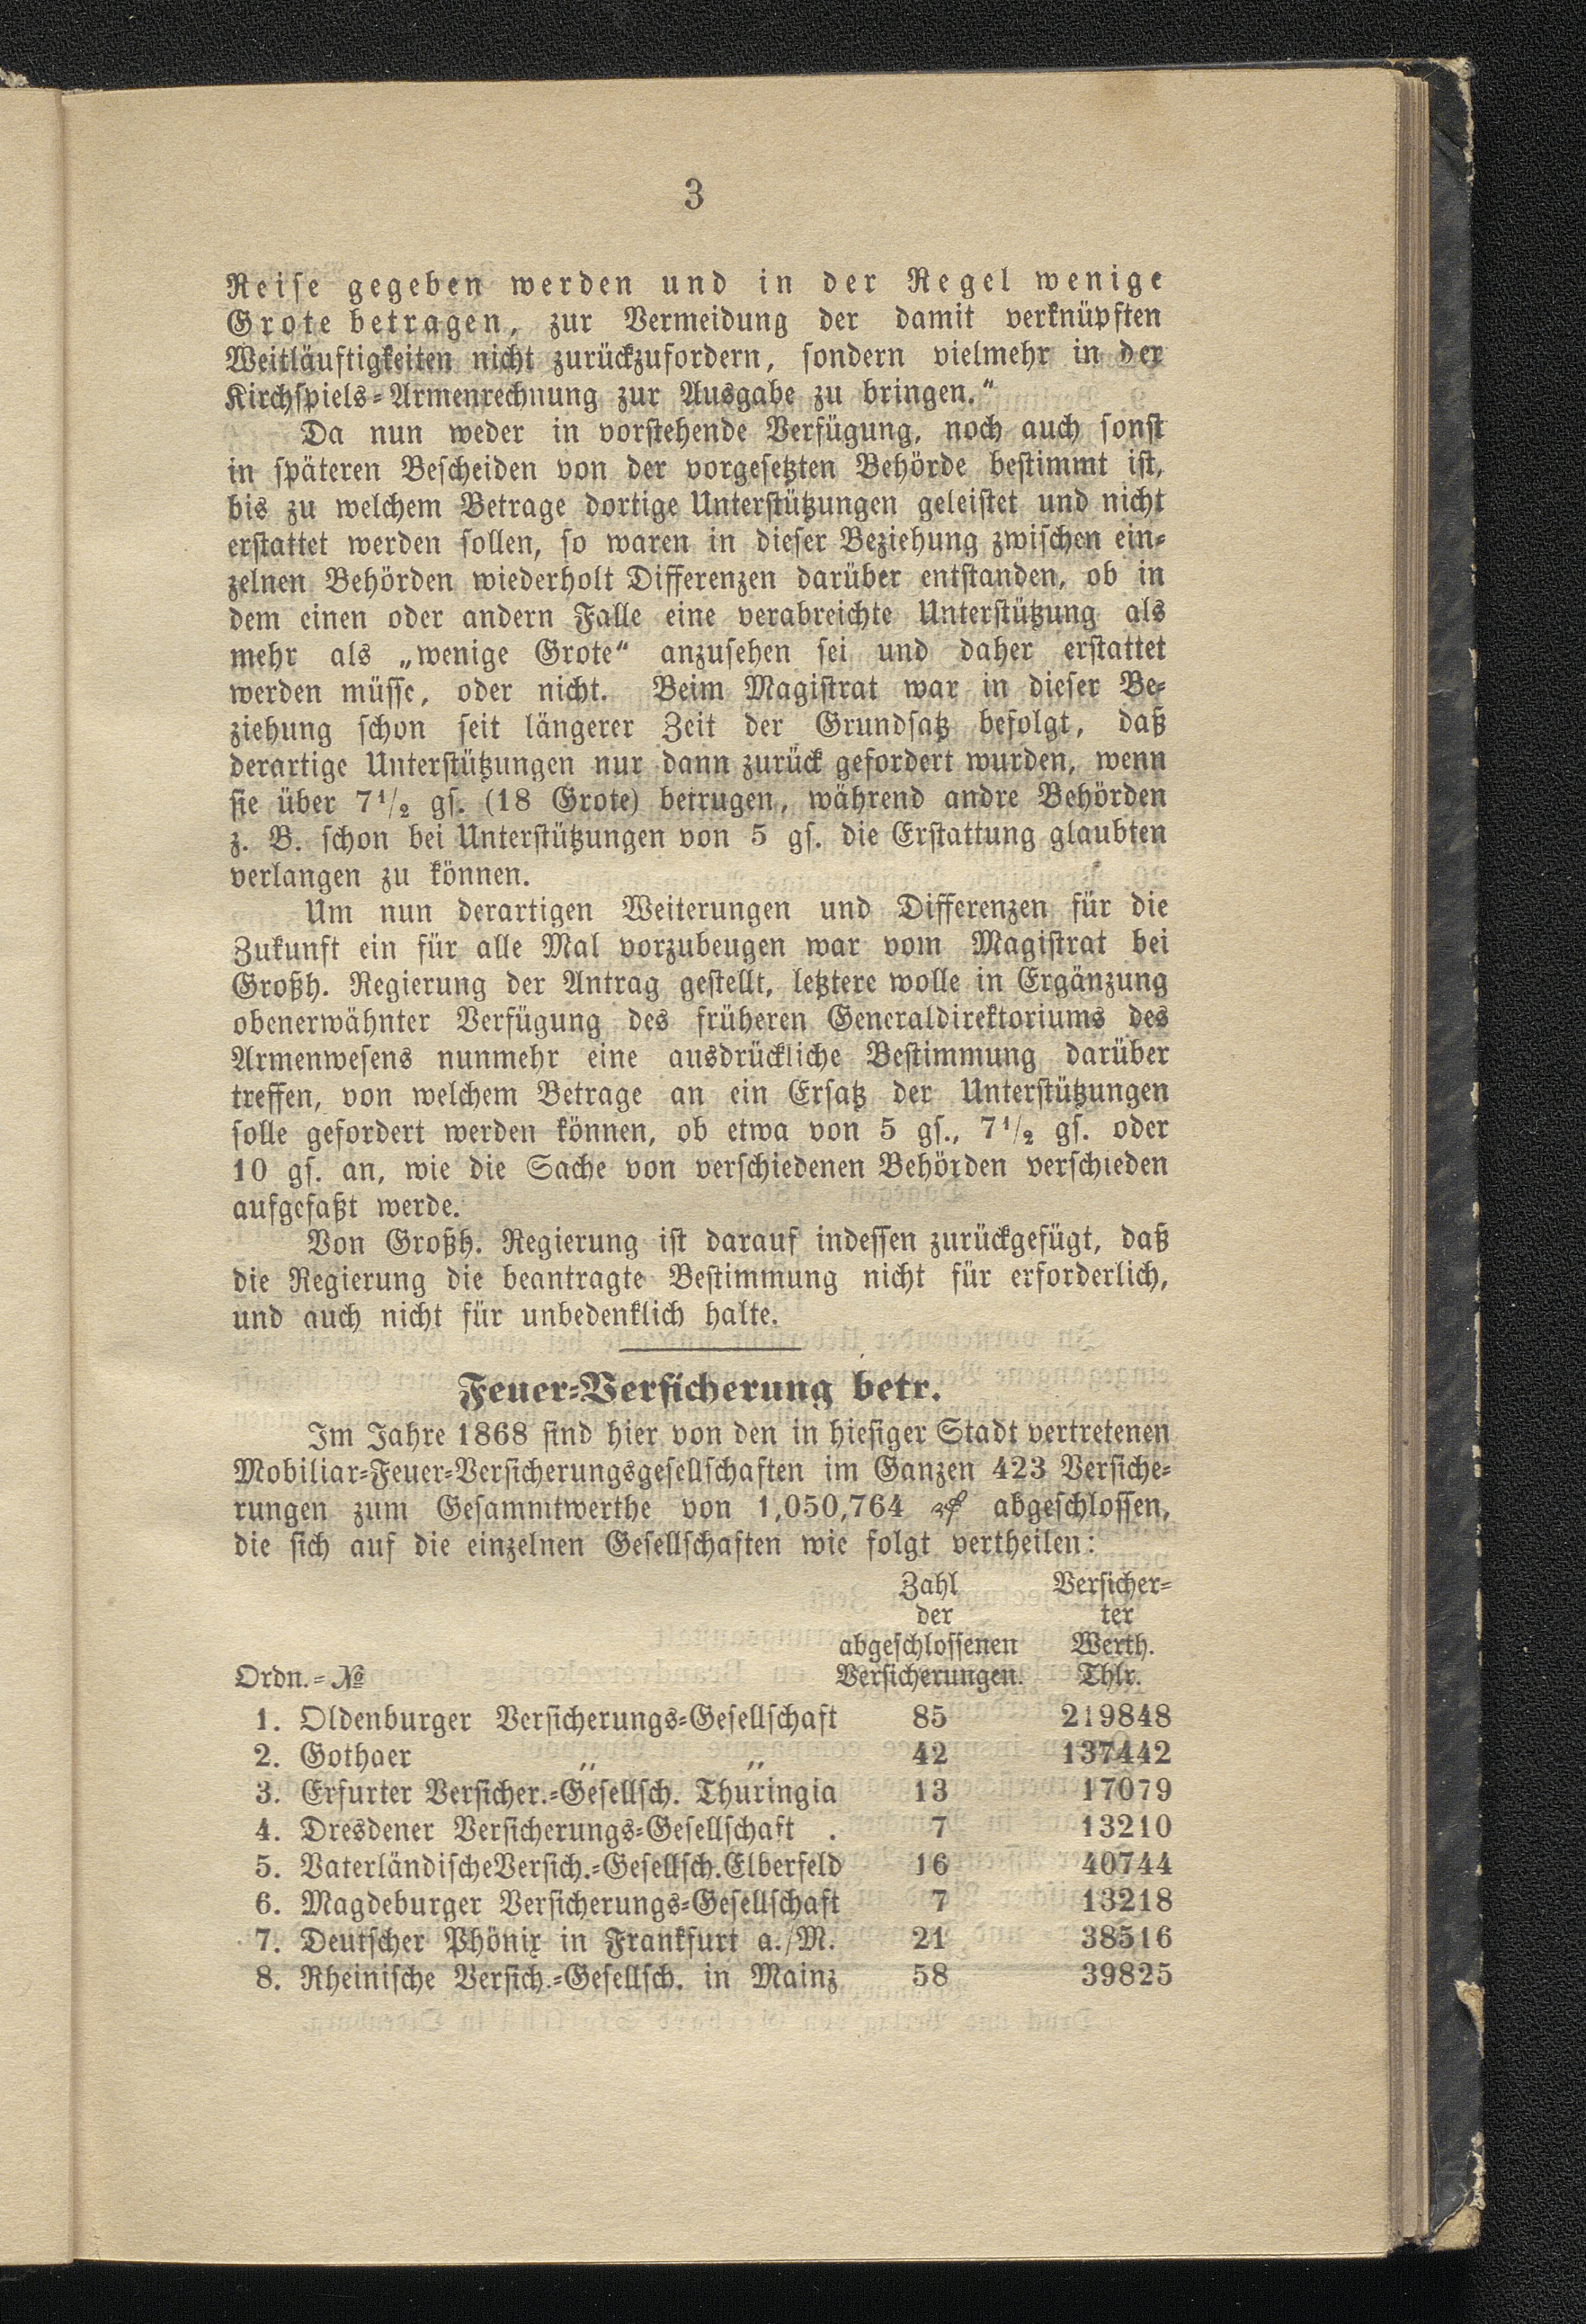 3
Reise gegeben werden und in der Regel wenige
Grote betragen, zur Vermeidung der damit verknüpften
Weitläuftigkeiten nicht zurückzufordern, sondern vielmehr in der
Kirchspiels-Armenrechnung zur Ausgabe zu bringen.“
Da nun weder in vorstehende Verfügung, noch auch sonst
in späteren Bescheiden von der vorgesetzten Behörde bestimmt ist,
bis zu welchem Betrage dortige Unterstützungen geleistet und nicht
erstattet werden sollen, so waren in dieser Beziehung zwischen ein-
zelnen Behörden wiederholt Differenzen darüber entstanden, ob in
dem einen oder andern Falle eine verabreichte Unterstützung als
mehr als „wenige Grote“ anzusehen sei und daher erstattet
werden müsse, oder nicht. Beim Magistrat war in dieser Be-
ziehung schon seit längerer Zeit der Grundsatz befolgt, daß
derartige Unterstützungen nur dann zurück gefordert wurden, wenn
sie über 7 1/2 gs. (18 Grote) betrugen, während andre Behörden
z. B. schon bei Unterstützungen von 5 gs. die Erstattung glaubten
verlangen zu können.
Um nun derartigen Weiterungen und Differenzen für die
Zukunft ein für alle Mal vorzubeugen war vom Magistrat bei
Großh. Regierung der Antrag gestellt, letztere wolle in Ergänzung
obenerwähnter Verfügung des früheren Generaldirektoriums des
Armenwesens nunmehr eine ausdrückliche Bestimmung darüber
treffen, von welchem Betrage an ein Ersatz der Unterstützungen
solle gefordert werden können, ob etwa von 5 gs., 7 1/2 gs. oder
10 gs. an, wie die Sache von verschiedenen Behörden verschieden
aufgefaßt werde.
Von Großh. Regierung ist darauf indessen zurückgefügt, daß
die Regierung die beantragte Bestimmung nicht für erforderlich,
und auch nicht für unbedenklich halte.
Feuer-Versicherung betr.
Im Jahre 1868 sind hier von den in hiesiger Stadt vertretenen
Mobiliar-Feuer-Versicherungsgesellschaften im Ganzen 423 Versiche-
rungen zum Gesammtwerthe von 1,050,764 ₰ abgeschlossen,
die sich auf die einzelnen Gesellschaften wie folgt vertheilen:
Zahl Versicher-
der ter
abgeschlossenen Werth.
Ordn.-№ Versicherungen. Thlr.
1. Oldenburger Versicherungs-Gesellschaft 85 219848
2. Gothaer „ „ 42 137442
3. Erfurter Versicher.-Gesellsch. Thuringia 13 17079
4. Dresdener Versicherungs-Gesellschaft . 7 13210
5. VaterländischeVersich.-Gesellsch.Elberfeld 16 40744
6. Magdeburger Versicherungs-Gesellschaft 7 13218
7. Deutscher Phönix in Frankfurt a./M. 21 38516
8. Rheinische Versich.-Gesellsch. in Mainz 58 39825